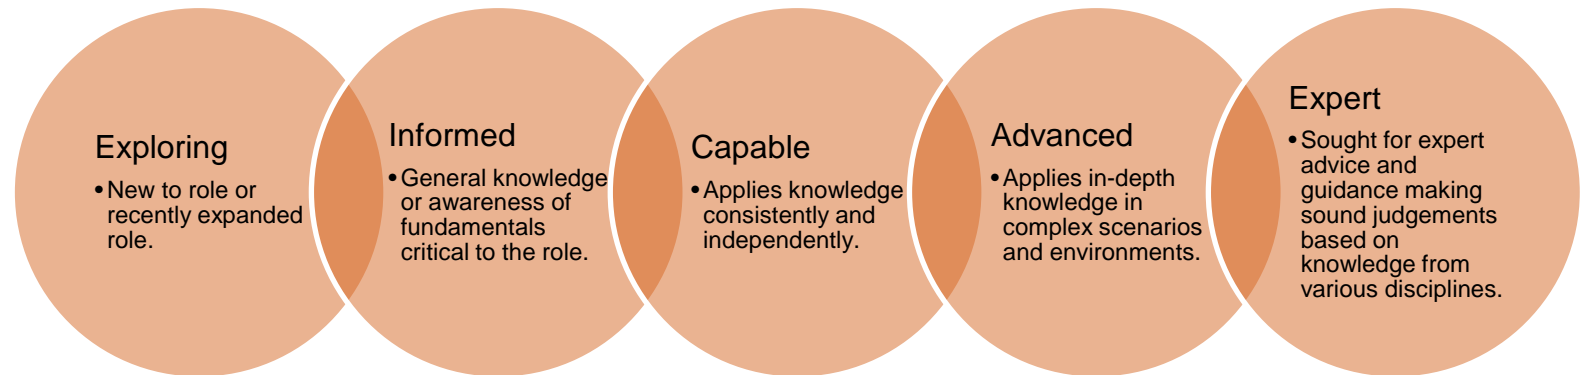 Exploring
•New to role or
recently expanded
role.
Informed
•General knowledge
or awareness of
fundamentals
critical to the role.
Capable
•Applies knowledge
consistently and
independently.
Advanced
•Applies in-depth
knowledge in
complex scenarios
and environments.
Expert
•Sought for expert
advice and
guidance making
sound judgements
based on
knowledge from
various disciplines.